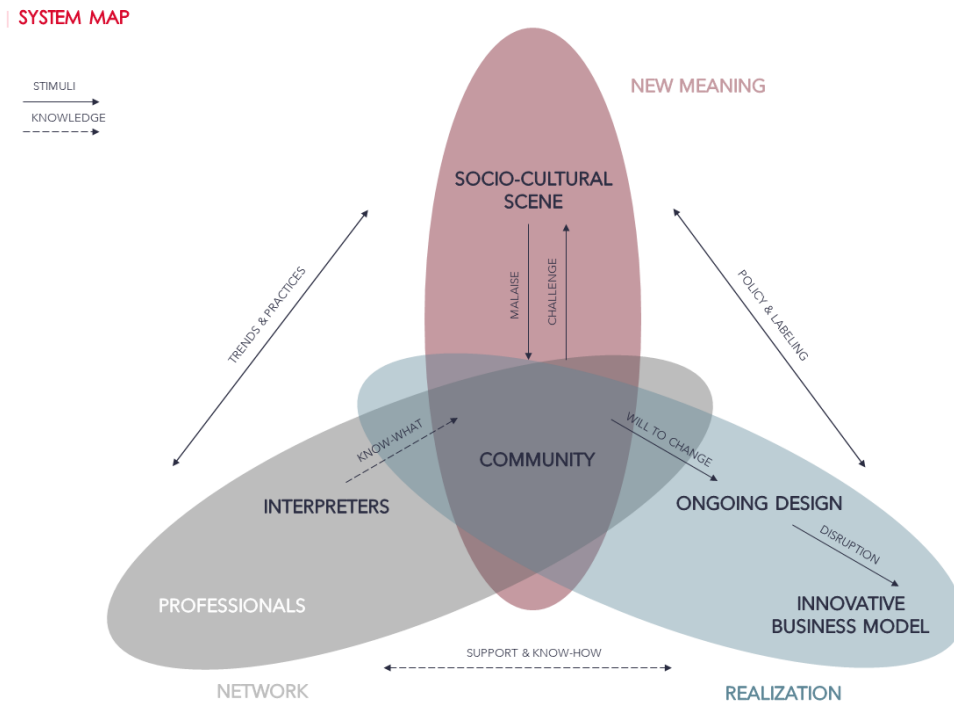 SYSTEM MAP
STIMULI
KNOWLEDGE
NEW MEANING
SOCIO-CULTURAL
SCENE
TRENDS & PRACTICES
MALAISE
CHALLENGE
POLICY & LABELING
KNOW-WHAT
WILL TO CHANGE
COMMUNITY
INTERPRETERS
ONGOING DESIGN
DISRUPTION
PROFESSIONALS
INNOVATIVE
BUSINESS MODEL
SUPPORT & KNOW-HOW
NETWORK
REALIZATION